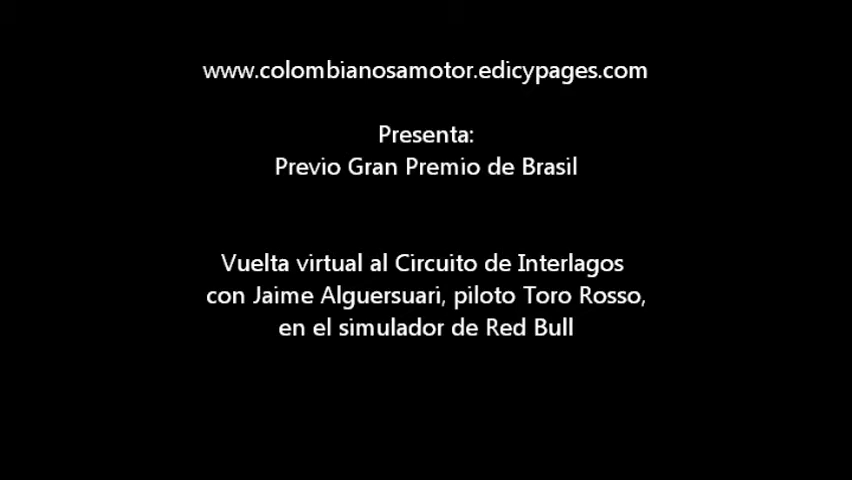 www.colombianosamotor.edicypages.com
Presenta:
Previo Gran Premio de Brasil
Vuelta virtual al Circuito de Interlagos
con Jaime Alguersuari, piloto Toro Rosso,
en el simulador de Red Bull